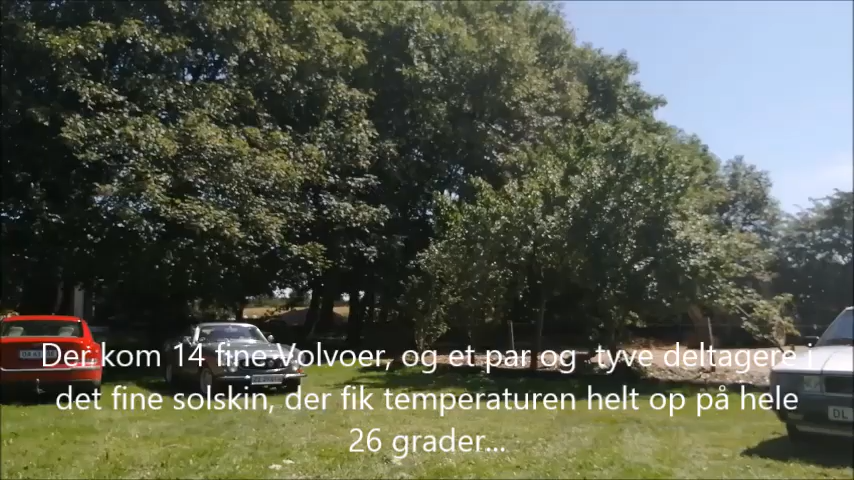 Der kom 14 fine Volvoer, og et par og  tyve deltagere i
det fine solskin, der fik temperaturen helt op på hele
26 grader...